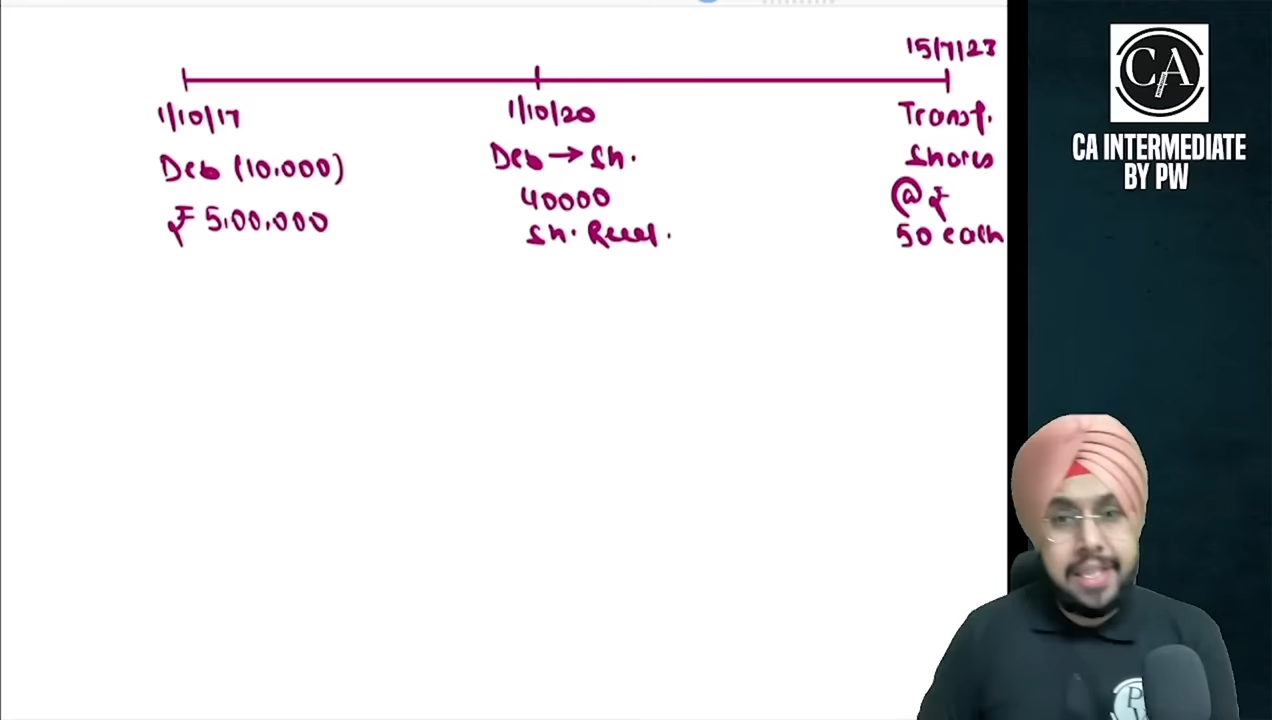 15/7/23
1/10/17
1/10/20
Transf.
Deb (10,000)
Deb → Sh.
Shares
₹ 5,00,000
40000
@ ₹
Sh. Recd.
50 each
CA
CA INTERMEDIATE
BY PW